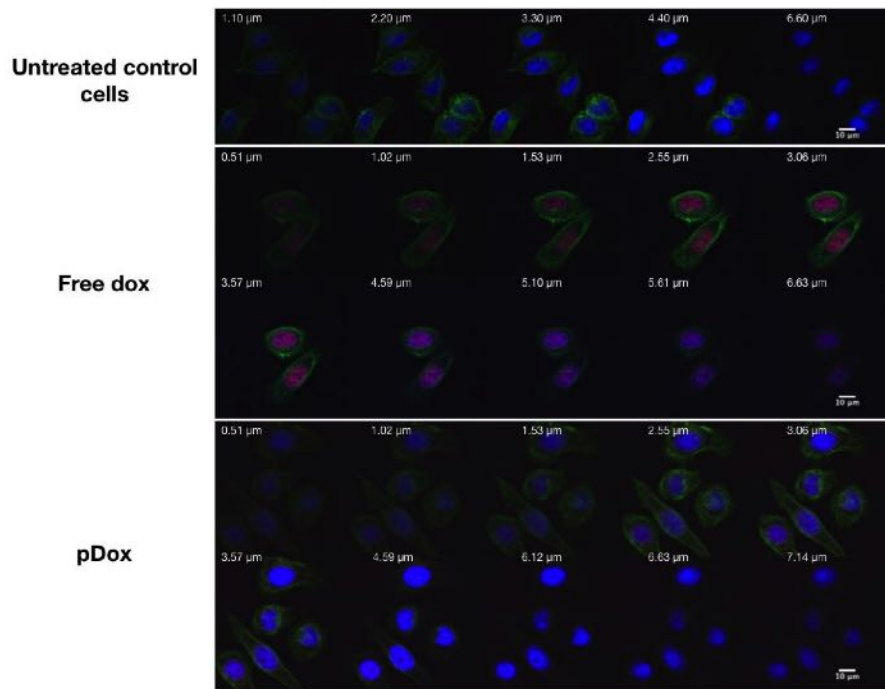 Untreated control
cells
1.10 µm 2.20 µm 3.30 µm 4.40 µm 6.60 µm
10 µm
Free dox
0.51 µm 1.02 µm 1.53 µm 2.55 µm 3.06 µm
3.57 µm 4.59 µm 5.10 µm 5.61 µm 6.63 µm
10 µm
pDox
0.51 µm 1.02 µm 1.53 µm 2.55 µm 3.06 µm
3.57 µm 4.59 µm 6.12 µm 6.63 µm 7.14 µm
10 µm